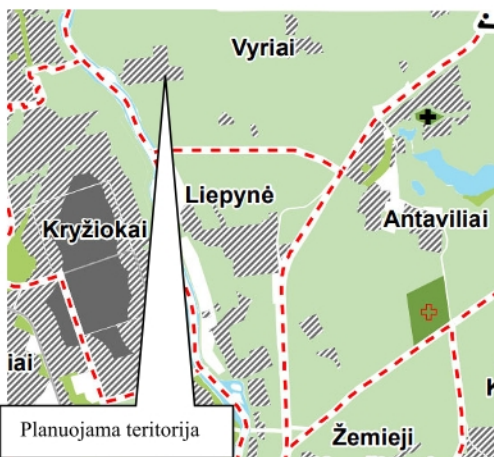 Vyriai
Liepynė
Kryžiokai
Antaviliai
iai
K
Planuojama teritorija
Žemieji